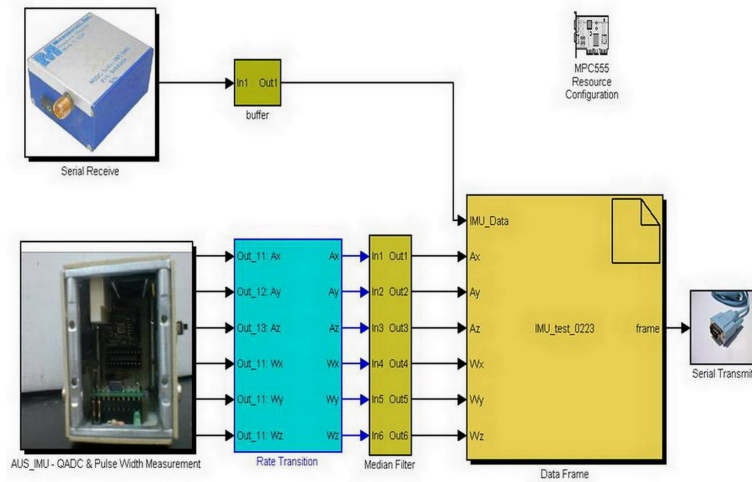 MPC555
Resource
Configuration
In1 Out1
buffer
Serial Receive
IMU_Data
Out_11: Ax Ax In1 Out1 Ax
Out_12: Ay Ay In2 Out2 Ay
Out_13: Az Az In3 Out3 Az
IMU_test_0223 frame
Out_11: Wx Wx In4 Out4 Wx
Out_11: Wy Wy In5 Out5 Wy
Out_11: Wz Wz In6 Out6 Wz
Serial Transmit
AUS_IMU - QADC & Pulse Width Measurement
Rate Transition
Median Filter
Data Frame